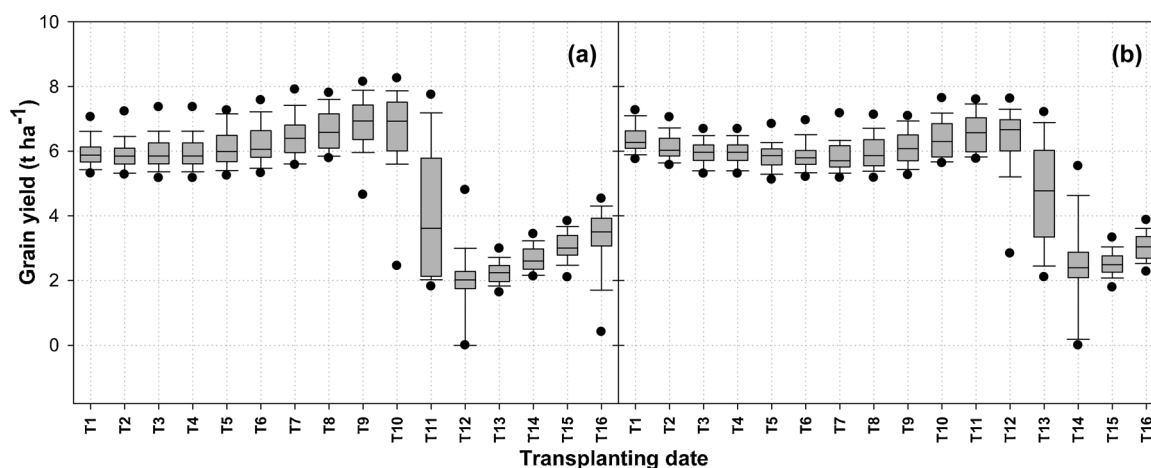 10
8
6
4
2
0
Grain yield (t ha-1)
(a)
(b)
T1 T2 T3 T4 T5 T6 T7 T8 T9 T10 T11 T12 T13 T14 T15 T16
T1 T2 T3 T4 T5 T6 T7 T8 T9 T10 T11 T12 T13 T14 T15 T16
Transplanting date